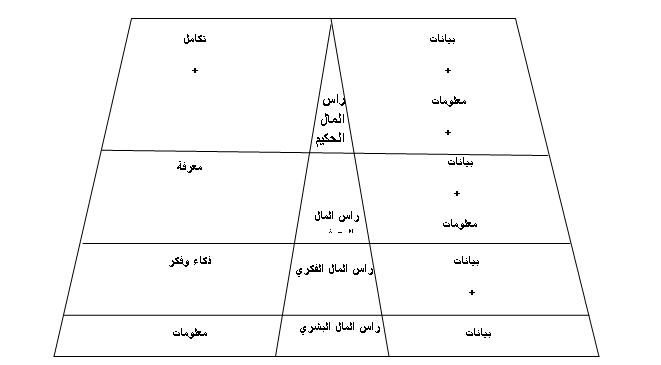 بيانات
+
معلومات
+
راس
المال
الحكيم
تكامل
+
بيانات
+
معلومات
راس المال
معرفة
بيانات
+
راس المال الفكري
ذكاء وفكر
بيانات
راس المال البشري
معلومات